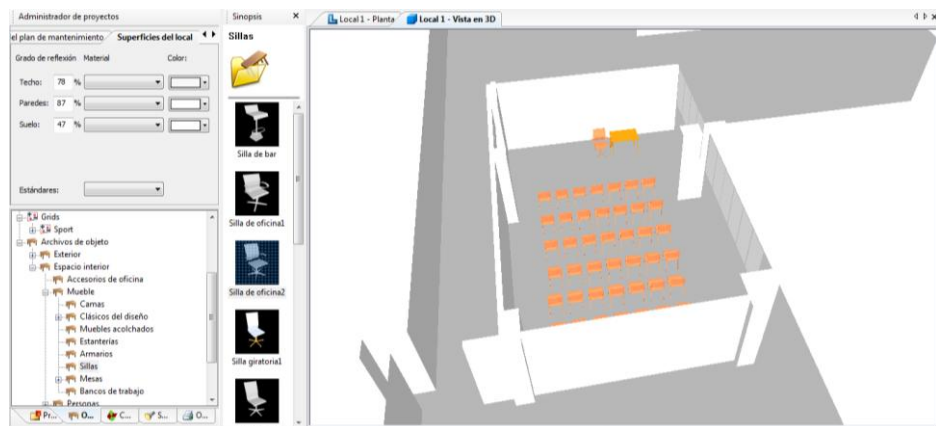 Administrador de proyectos
el plan de mantenimiento Superficies del local
Grado de reflexión Material Color:
Techo: 78 %
Paredes: 87 %
Suelo: 47 %
Estándares:
Grids
Sport
Archivos de objeto
Exterior
Espacio interior
Accesorios de oficina
Mueble
Camas
Clásicos del diseño
Muebles acolchados
Estanterías
Armarios
Sillas
Mesas
Bancos de trabajo
Personas
Pr... O... C... S... O...
Sinopsis
Sillas
Silla de bar
Silla de oficina1
Silla de oficina2
Silla giratoria1
Local 1 - Planta Local 1 - Vista en 3D